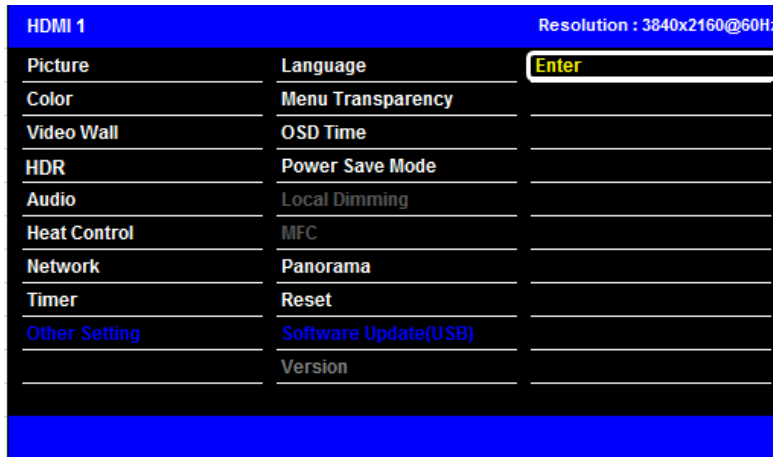 HDMI 1 Resolution : 3840x2160@60Hz
Picture Language Enter
Color Menu Transparency
Video Wall OSD Time
HDR Power Save Mode
Audio Local Dimming
Heat Control MFC
Network Panorama
Timer Reset
Other Setting Software Update(USB)
Version